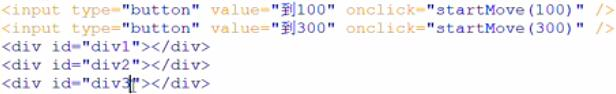 <input type="button" value="到100" onclick="startMove(100)" />
<input type="button" value="到300" onclick="startMove(300)" />
<div id="div1"></div>
<div id="div2"></div>
<div id="div3"></div>